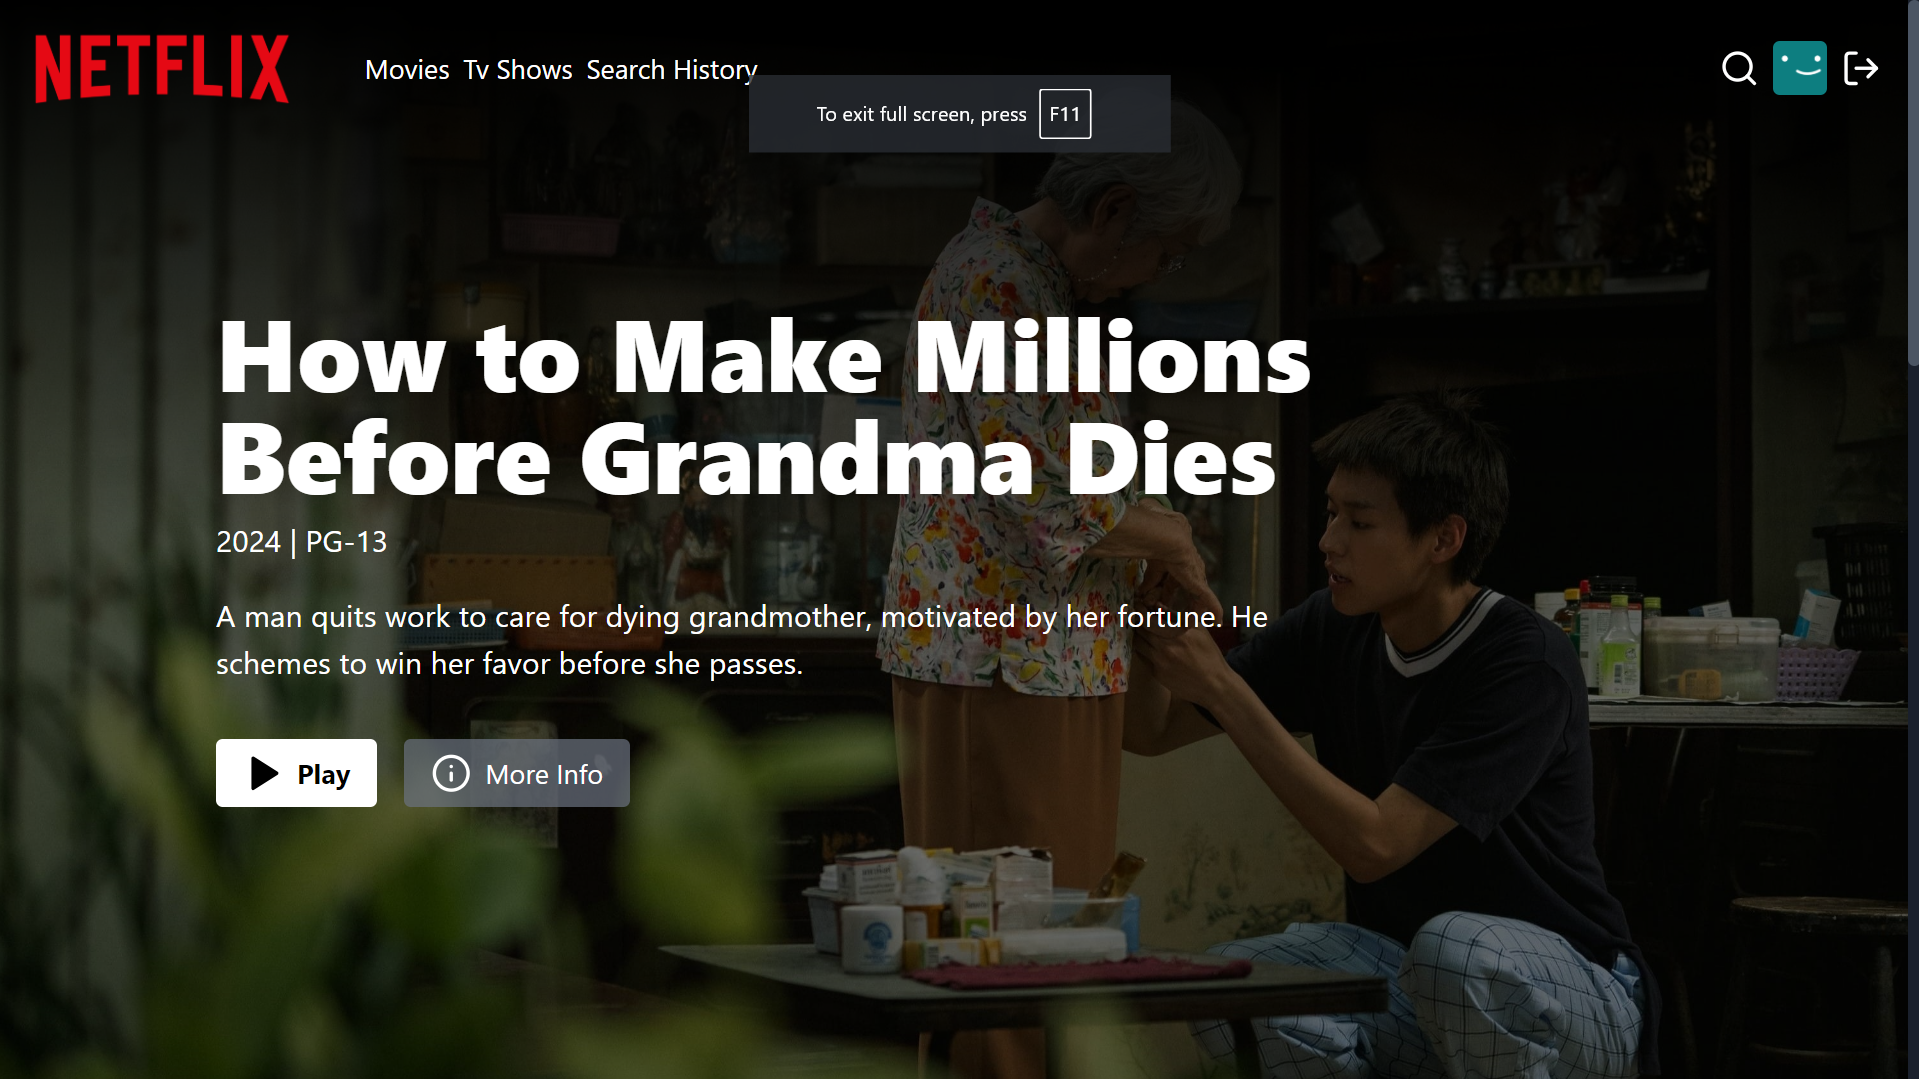 NETFLIX
Movies Tv Shows Search History
To exit full screen, press F11
How to Make Millions
Before Grandma Dies
2024 | PG-13
A man quits work to care for dying grandmother, motivated by her fortune. He
schemes to win her favor before she passes.
Play
More Info